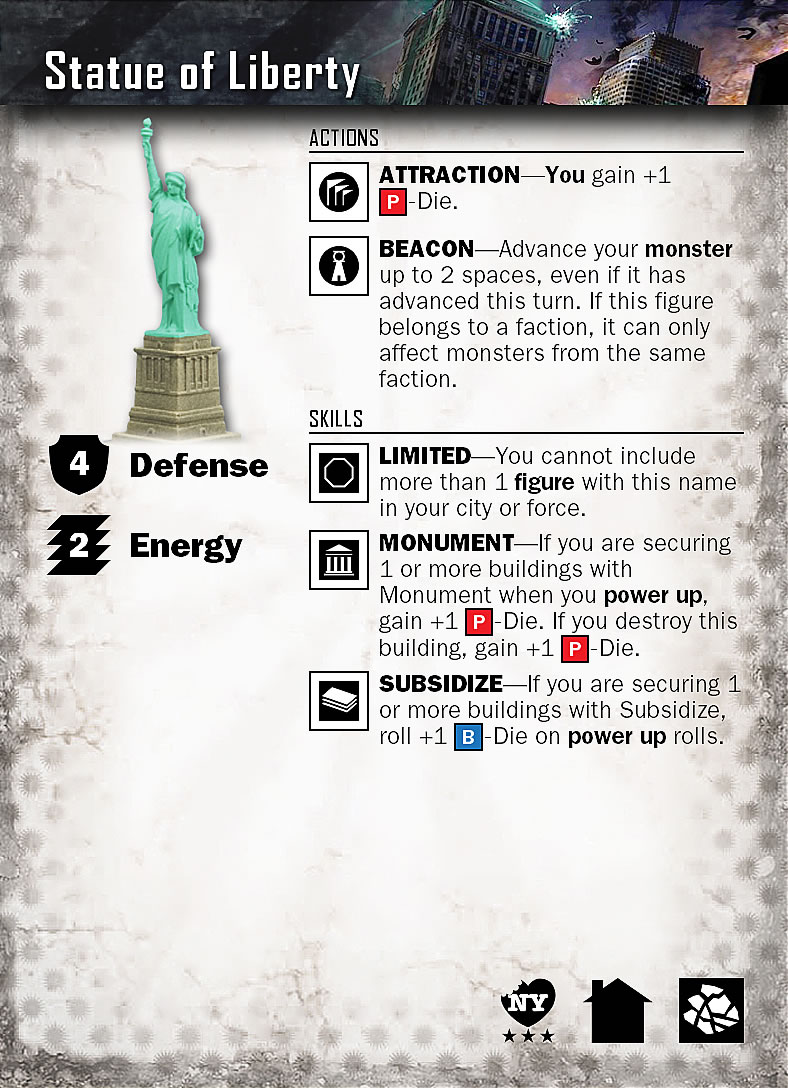 Statue of Liberty
ACTIONS
ATTRACTION—You gain +1
P-Die.
BEACON—Advance your monster
up to 2 spaces, even if it has
advanced this turn. If this figure
belongs to a faction, it can only
affect monsters from the same
faction.
SKILLS
LIMITED—You cannot include
more than 1 figure with this name
in your city or force.
MONUMENT—If you are securing
1 or more buildings with
Monument when you power up,
gain +1 P-Die. If you destroy this
building, gain +1 P-Die.
SUBSIDIZE—If you are securing 1
or more buildings with Subsidize,
roll +1 B-Die on power up rolls.
4 Defense
2 Energy
NY